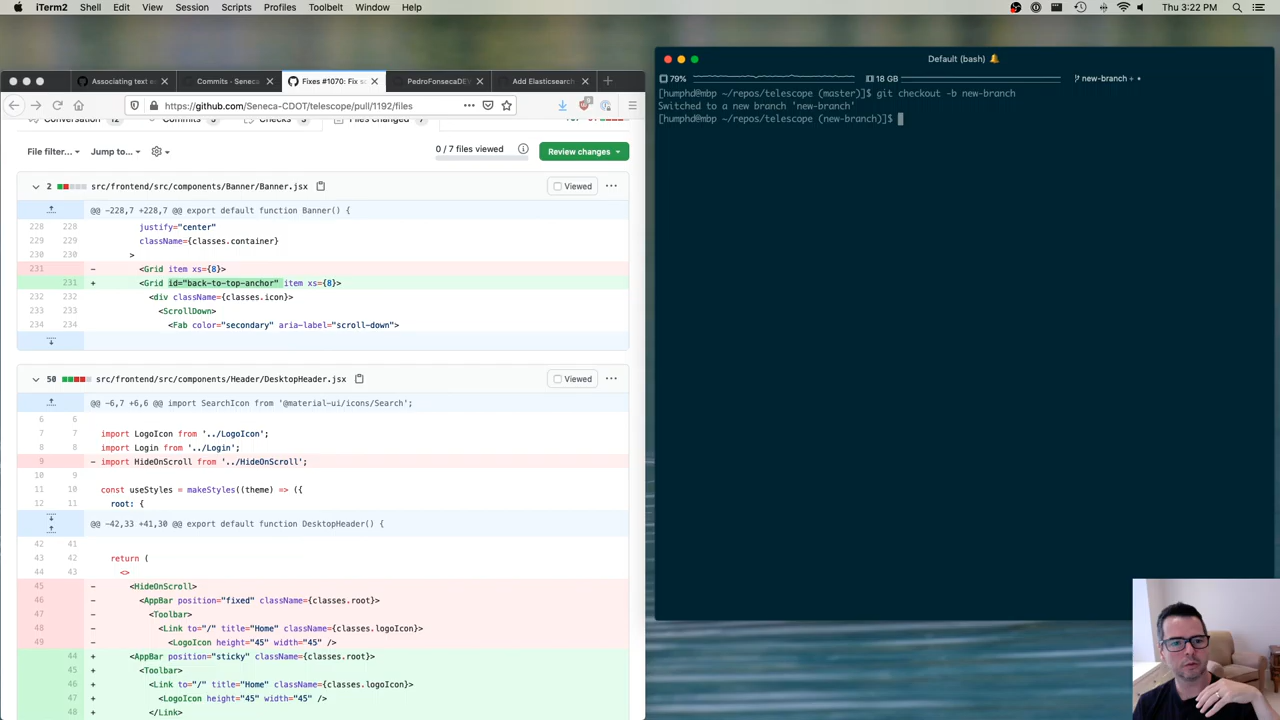 iTerm2 Shell Edit View Session Scripts Profiles Toolbelt Window Help
Thu 3:22 PM
Associating text e
Commits - Seneca
Fixes #1070: Fix s
PedroFonsecaDE
Add Elasticsearch
https://github.com/Seneca-CDOT/telescope/pull/1192/files
Conversation 12
Checks 3
Files changed 7
File filter... Jump to...
0 / 7 files viewed
Review changes
2 src/frontend/src/components/Banner/Banner.jsx
Viewed
@@ -228,7 +228,7 @@ export default function Banner() {
228 228 justify="center"
229 229 className={classes.container}
230 230 >
231 - <Grid item xs={8}>
231 + <Grid id="back-to-top-anchor" item xs={8}>
232 232 <div className={classes.icon}>
233 233 <ScrollDown>
234 234 <Fab color="secondary" aria-label="scroll-down">
50 src/frontend/src/components/Header/DesktopHeader.jsx
Viewed
@@ -6,7 +6,6 @@ import SearchIcon from '@material-ui/icons/Search';
6 6
7 7 import LogoIcon from '../LogoIcon';
8 8 import Login from '../Login';
9 - import HideOnScroll from '../HideOnScroll';
10 9
11 10 const useStyles = makeStyles((theme) => ({
12 11 root: {
@@ -42,33 +41,30 @@ export default function DesktopHeader() {
42 41
43 42 return (
44 43 <>
45 - <HideOnScroll>
46 - <AppBar position="fixed" className={classes.root}>
47 - <Toolbar>
48 - <Link to="/" title="Home" className={classes.logoIcon}>
49 - <LogoIcon height="45" width="45" />
44 + <AppBar position="sticky" className={classes.root}>
45 + <Toolbar>
46 + <Link to="/" title="Home" className={classes.logoIcon}>
47 + <LogoIcon height="45" width="45" />
48 + </Link>
Default (bash)
79%
18 GB
new-branch + •
[humphd@mbp ~/repos/telescope (master)]$ git checkout -b new-branch
Switched to a new branch 'new-branch'
[humphd@mbp ~/repos/telescope (new-branch)]$